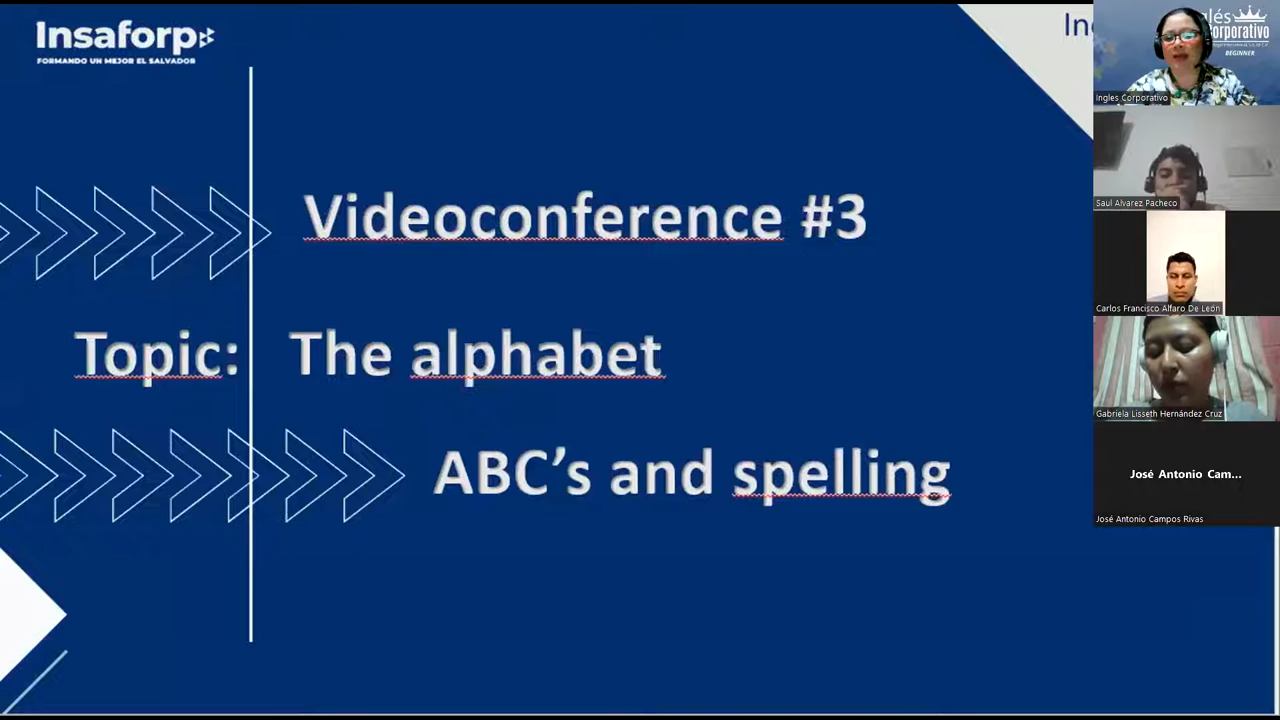 Insaforp
FORMANDO UN MEJOR EL SALVADOR
Videoconference #3
Topic: The alphabet
ABC's and spelling
Inglés
Corporativo
BEGINNER
Ingles Corporativo
Saul Alvarez Pacheco
Carlos Francisco Alfaro De León
Gabriela Lisseth Hernández Cruz
José Antonio Cam...
José Antonio Campos Rivas